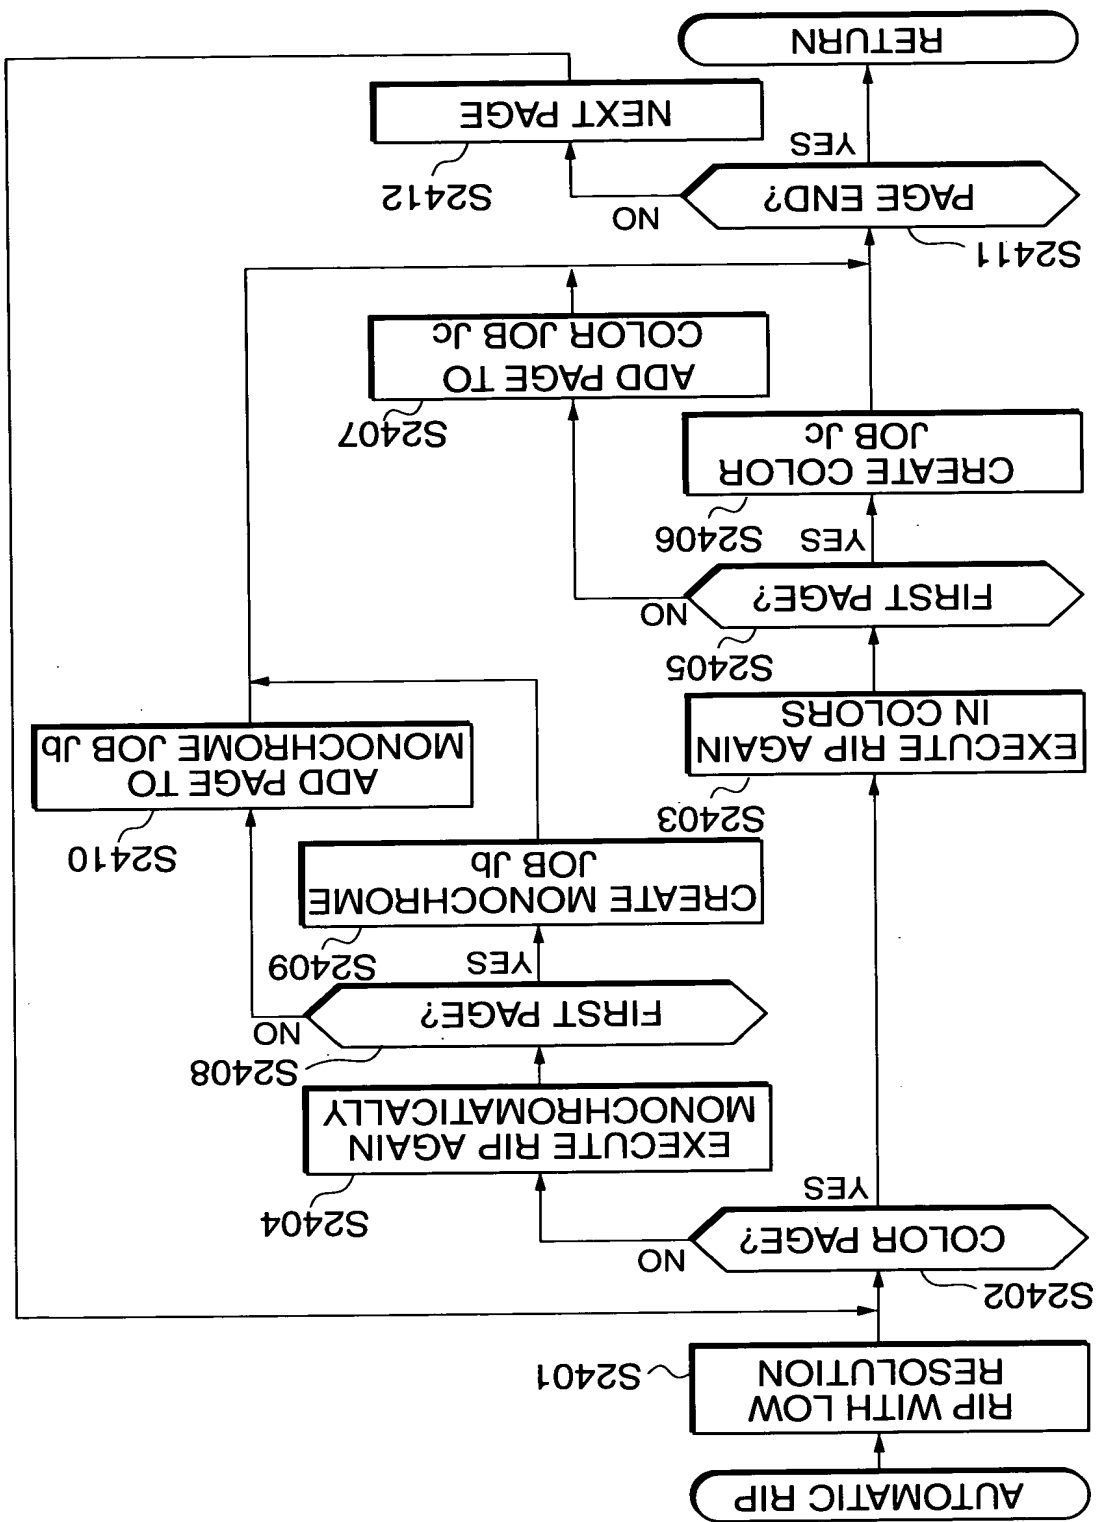 AUTOMATIC RIP
S2401
RIP WITH LOW
RESOLUTION
S2402
COLOR PAGE?
NO
YES
S2404
EXECUTE RIP AGAIN
MONOCHROMATICALLY
S2408
FIRST PAGE?
NO
YES
S2409
CREATE MONOCHROME
JOB Jb
S2410
ADD PAGE TO
MONOCHROME JOB Jb
S2403
EXECUTE RIP AGAIN
IN COLORS
S2405
FIRST PAGE?
NO
YES
S2406
CREATE COLOR
JOB Jc
S2407
ADD PAGE TO
COLOR JOB Jc
S2411
PAGE END?
NO
YES
S2412
NEXT PAGE
RETURN